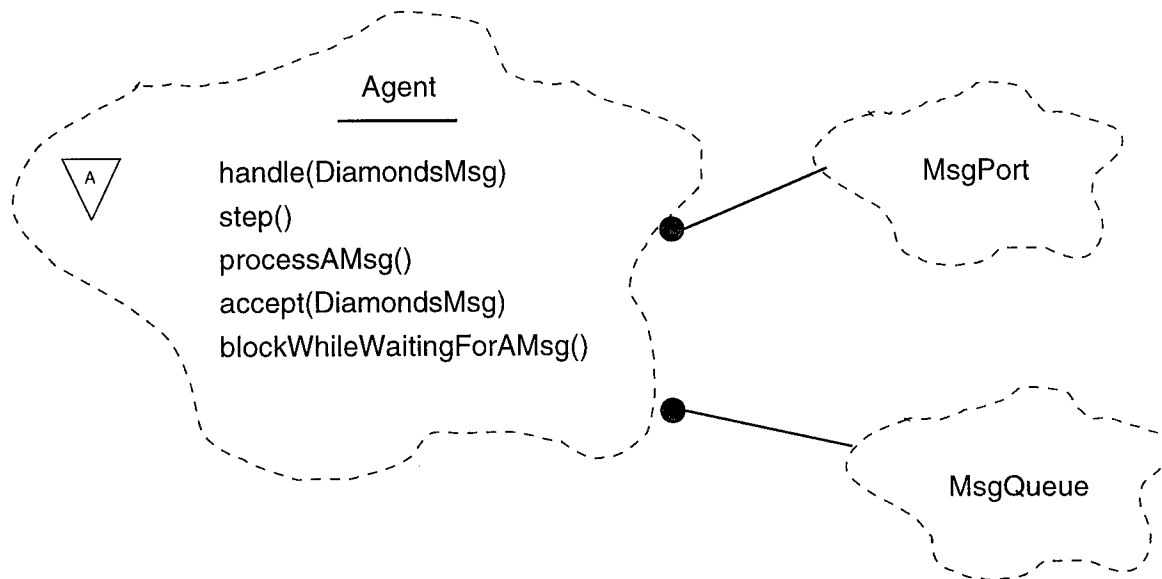 Agent
A
handle(DiamondsMsg)
step()
processAMsg()
accept(DiamondsMsg)
blockWhileWaitingForAMsg()
MsgPort
MsgQueue